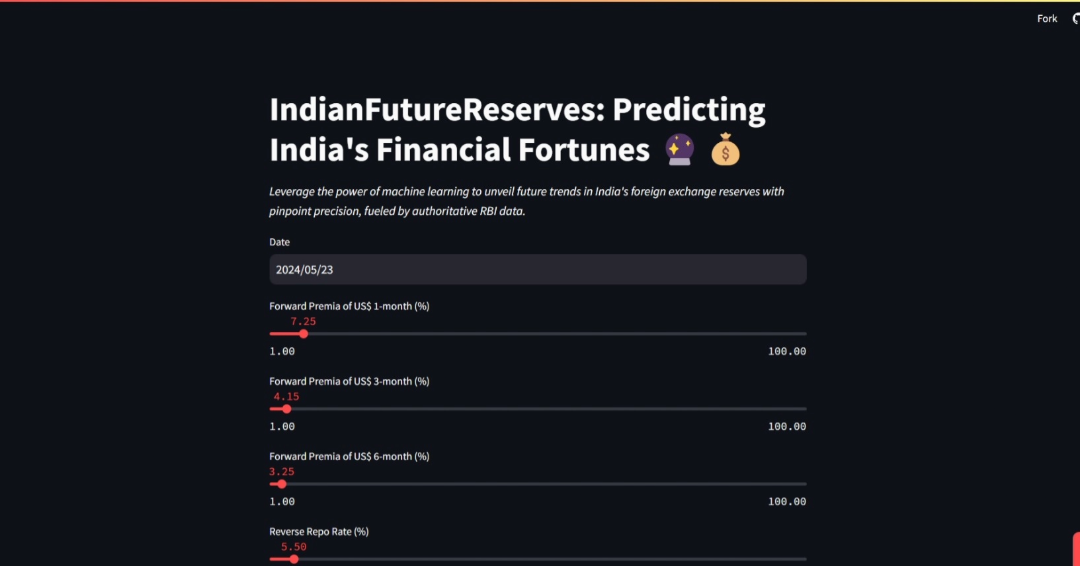 Fork
IndianFutureReserves: Predicting
India's Financial Fortunes 🔮 💰
Leverage the power of machine learning to unveil future trends in India's foreign exchange reserves with
pinpoint precision, fueled by authoritative RBI data.
Date
2024/05/23
Forward Premia of US$ 1-month (%)
7.25
1.00 100.00
Forward Premia of US$ 3-month (%)
4.15
1.00 100.00
Forward Premia of US$ 6-month (%)
3.25
1.00 100.00
Reverse Repo Rate (%)
5.50